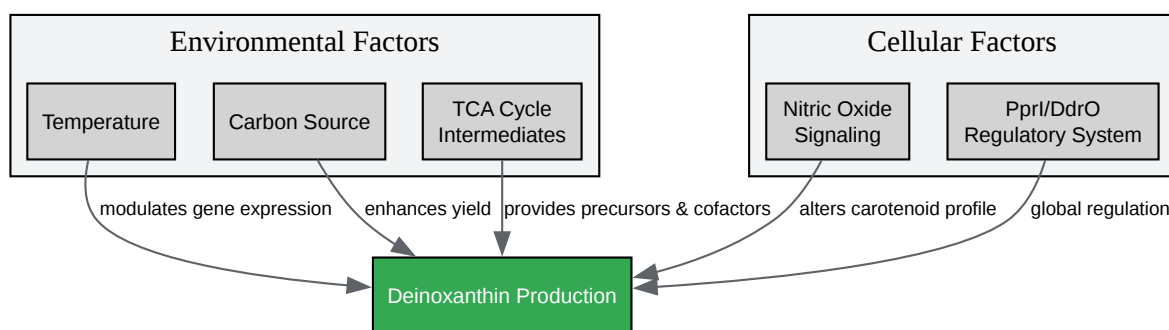 Environmental Factors
Cellular Factors
Temperature
Carbon Source
TCA Cycle
Intermediates
Nitric Oxide
Signaling
PprI/DdrO
Regulatory System
modulates gene expression
enhances yield
provides precursors & cofactors
alters carotenoid profile
global regulation
Deinoxanthin Production